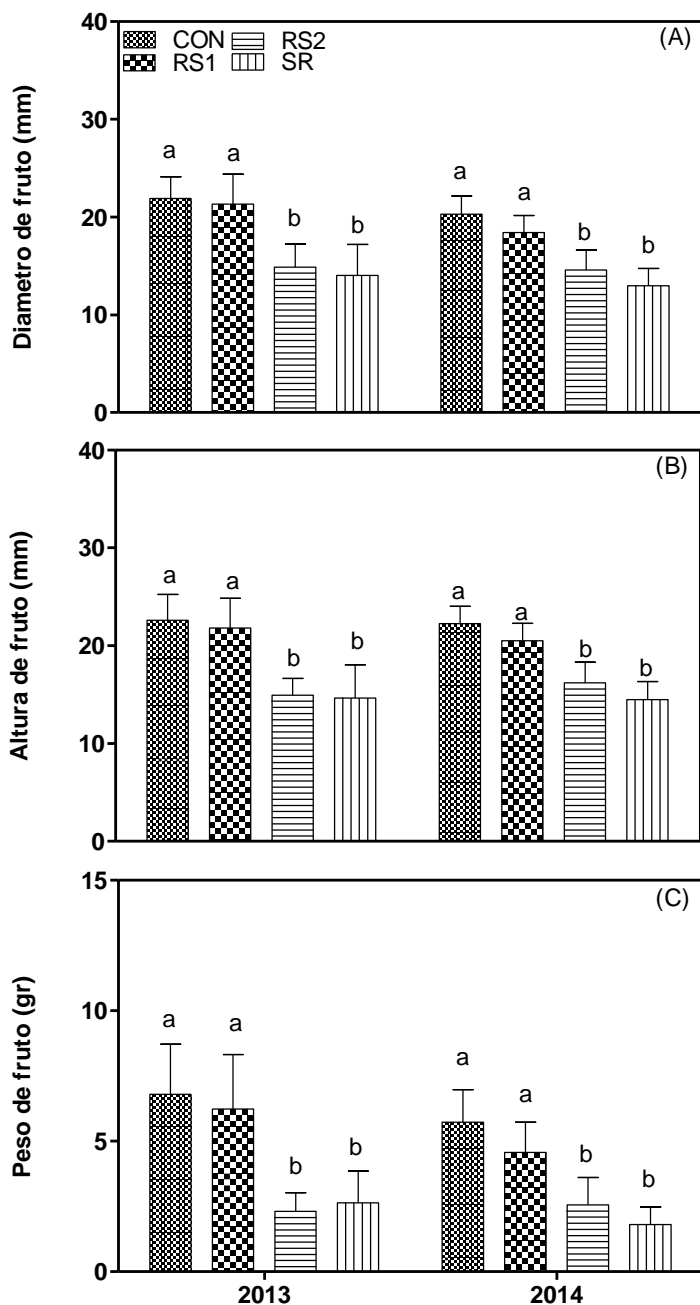 (A)
CON
RS2
RS1
SR
Diametro de fruto (mm)
40
30
20
10
0
a
a
b
b
a
a
b
b
(B)
Altura de fruto (mm)
40
30
20
10
0
a
a
b
b
a
a
b
b
(C)
Peso de fruto (gr)
15
10
5
0
a
a
b
b
a
a
b
b
2013
2014